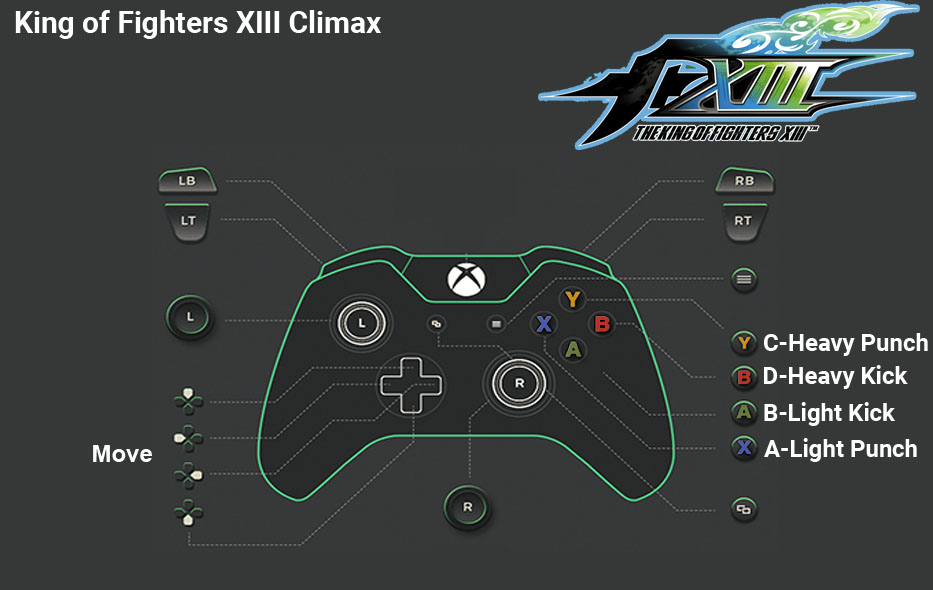 King of Fighters XIII Climax
XIII
THE KING OF FIGHTERS XIII™
LB
RB
LT
RT
L
L
Y
X
B
A
R
Y C-Heavy Punch
B D-Heavy Kick
A B-Light Kick
Move
X A-Light Punch
R